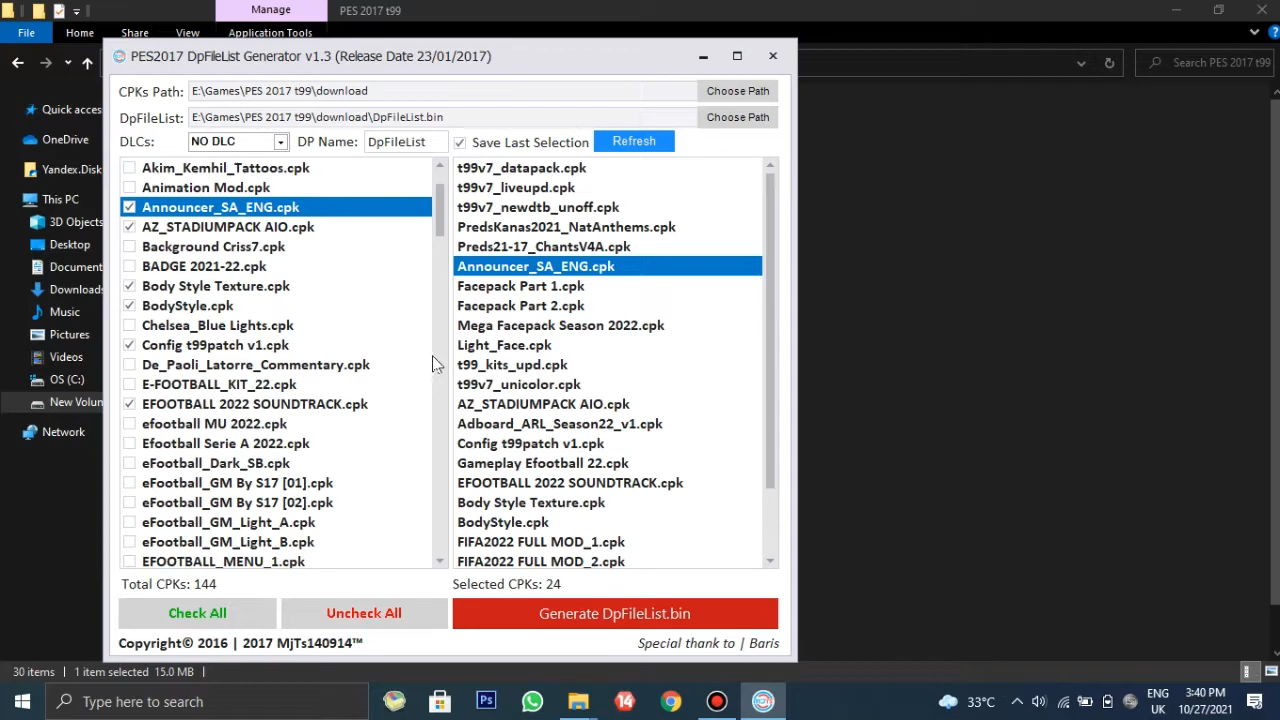 Manage
PES 2017 t99
File
Home
Share
View
Application Tools
PES2017 DpFileList Generator v1.3 (Release Date 23/01/2017)
Search PES 2017 t99
CPKs Path:
E:\Games\PES 2017 t99\download
Choose Path
DpFileList:
E:\Games\PES 2017 t99\download\DpFileList.bin
Choose Path
DLCs:
NO DLC
DP Name:
DpFileList
Save Last Selection
Refresh
Quick access
OneDrive
Yandex.Disk
This PC
3D Objects
Desktop
Document
Downloads
Music
Pictures
Videos
OS (C:)
New Volun
Network
Akim_Kemhil_Tattoos.cpk
Animation Mod.cpk
Announcer_SA_ENG.cpk
AZ_STADIUMPACK AIO.cpk
Background Criss7.cpk
BADGE 2021-22.cpk
Body Style Texture.cpk
BodyStyle.cpk
Chelsea_Blue Lights.cpk
Config t99patch v1.cpk
De_Paoli_Latorre_Commentary.cpk
E-FOOTBALL_KIT_22.cpk
EFOOTBALL 2022 SOUNDTRACK.cpk
efootball MU 2022.cpk
Efootball Serie A 2022.cpk
eFootball_Dark_SB.cpk
eFootball_GM By S17 [01].cpk
eFootball_GM By S17 [02].cpk
eFootball_GM_Light_A.cpk
eFootball_GM_Light_B.cpk
EFOOTBALL_MENU_1.cpk
t99v7_datapack.cpk
t99v7_liveupd.cpk
t99v7_newdtb_unoff.cpk
PredsKanas2021_NatAnthems.cpk
Preds21-17_ChantsV4A.cpk
Announcer_SA_ENG.cpk
Facepack Part 1.cpk
Facepack Part 2.cpk
Mega Facepack Season 2022.cpk
Light_Face.cpk
t99_kits_upd.cpk
t99v7_unicolor.cpk
AZ_STADIUMPACK AIO.cpk
Adboard_ARL_Season22_v1.cpk
Config t99patch v1.cpk
Gameplay Efootball 22.cpk
EFOOTBALL 2022 SOUNDTRACK.cpk
Body Style Texture.cpk
BodyStyle.cpk
FIFA2022 FULL MOD_1.cpk
FIFA2022 FULL MOD_2.cpk
Total CPKs: 144
Selected CPKs: 24
Check All
Uncheck All
Generate DpFileList.bin
Copyright© 2016 | 2017 MjTs140914™
Special thank to | Baris
30 items
1 item selected 15.0 MB
Type here to search
Ps
14
33°C
ENG
UK
3:40 PM
10/27/2021